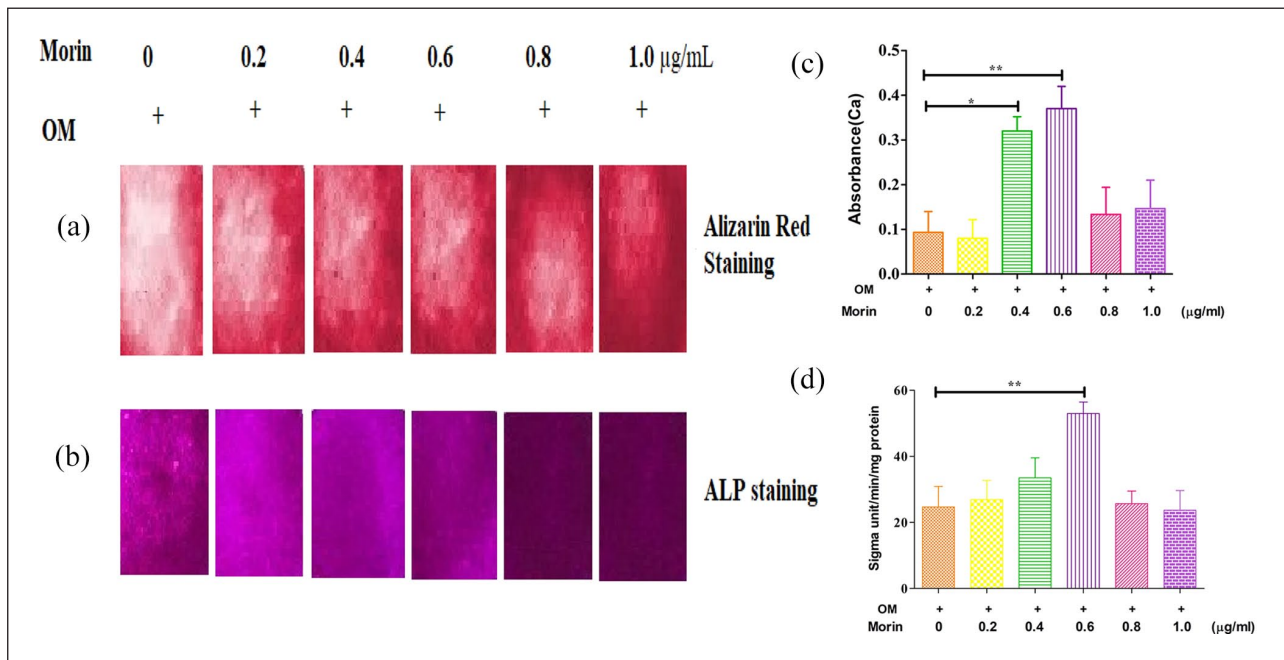 Morin 0 0.2 0.4 0.6 0.8 1.0 µg/mL
OM + + + + + +
(a)
Alizarin Red
Staining
(b)
ALP staining
(c)
Absorbance(Ca)
0.5
0.4
0.3
0.2
0.1
0.0
**
*
OM + + + + + +
Morin 0 0.2 0.4 0.6 0.8 1.0 (µg/ml)
(d)
Sigma unit/min/mg protein
60
40
20
0
**
OM + + + + + +
Morin 0 0.2 0.4 0.6 0.8 1.0 (µg/ml)